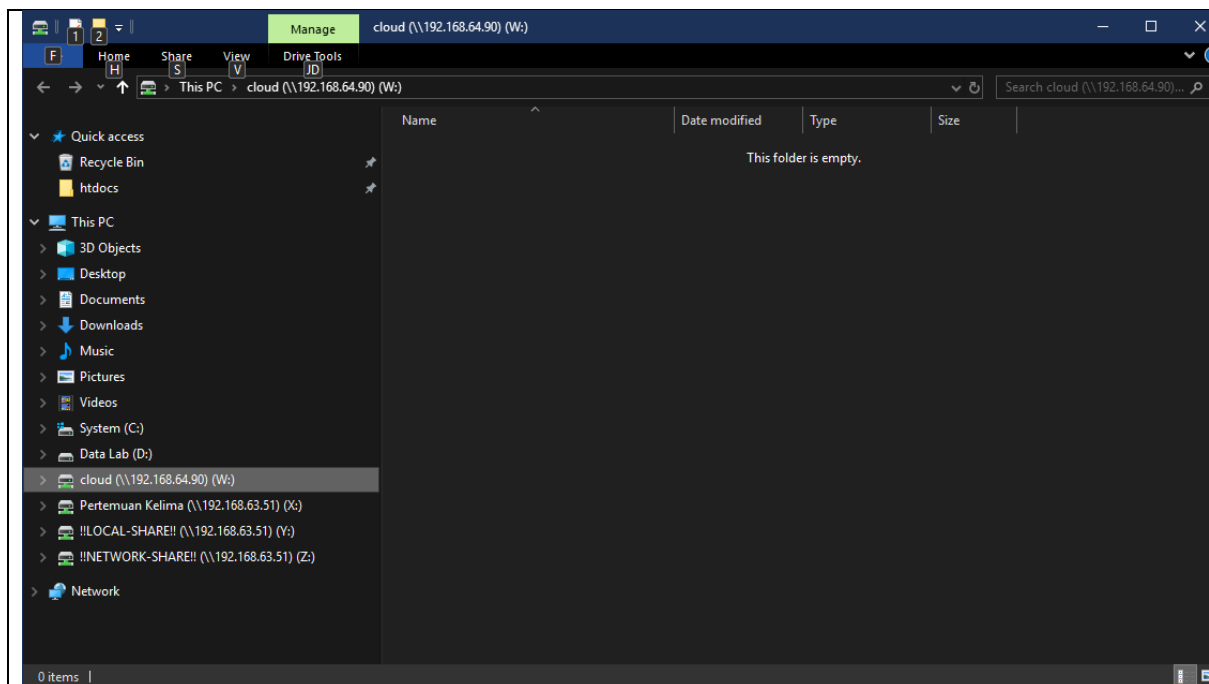 1 2 Manage cloud (\\192.168.64.90) (W:)
F Home Share View Drive Tools
H S V JD
This PC cloud (\\192.168.64.90) (W:) Search cloud (\\192.168.64.90)...
Name Date modified Type Size
This folder is empty.
Quick access
Recycle Bin
htdocs
This PC
3D Objects
Desktop
Documents
Downloads
Music
Pictures
Videos
System (C:)
Data Lab (D:)
cloud (\\192.168.64.90) (W:)
Pertemuan Kelima (\\192.168.63.51) (X:)
!!LOCAL-SHARE!! (\\192.168.63.51) (Y:)
!!NETWORK-SHARE!! (\\192.168.63.51) (Z:)
Network
0 items